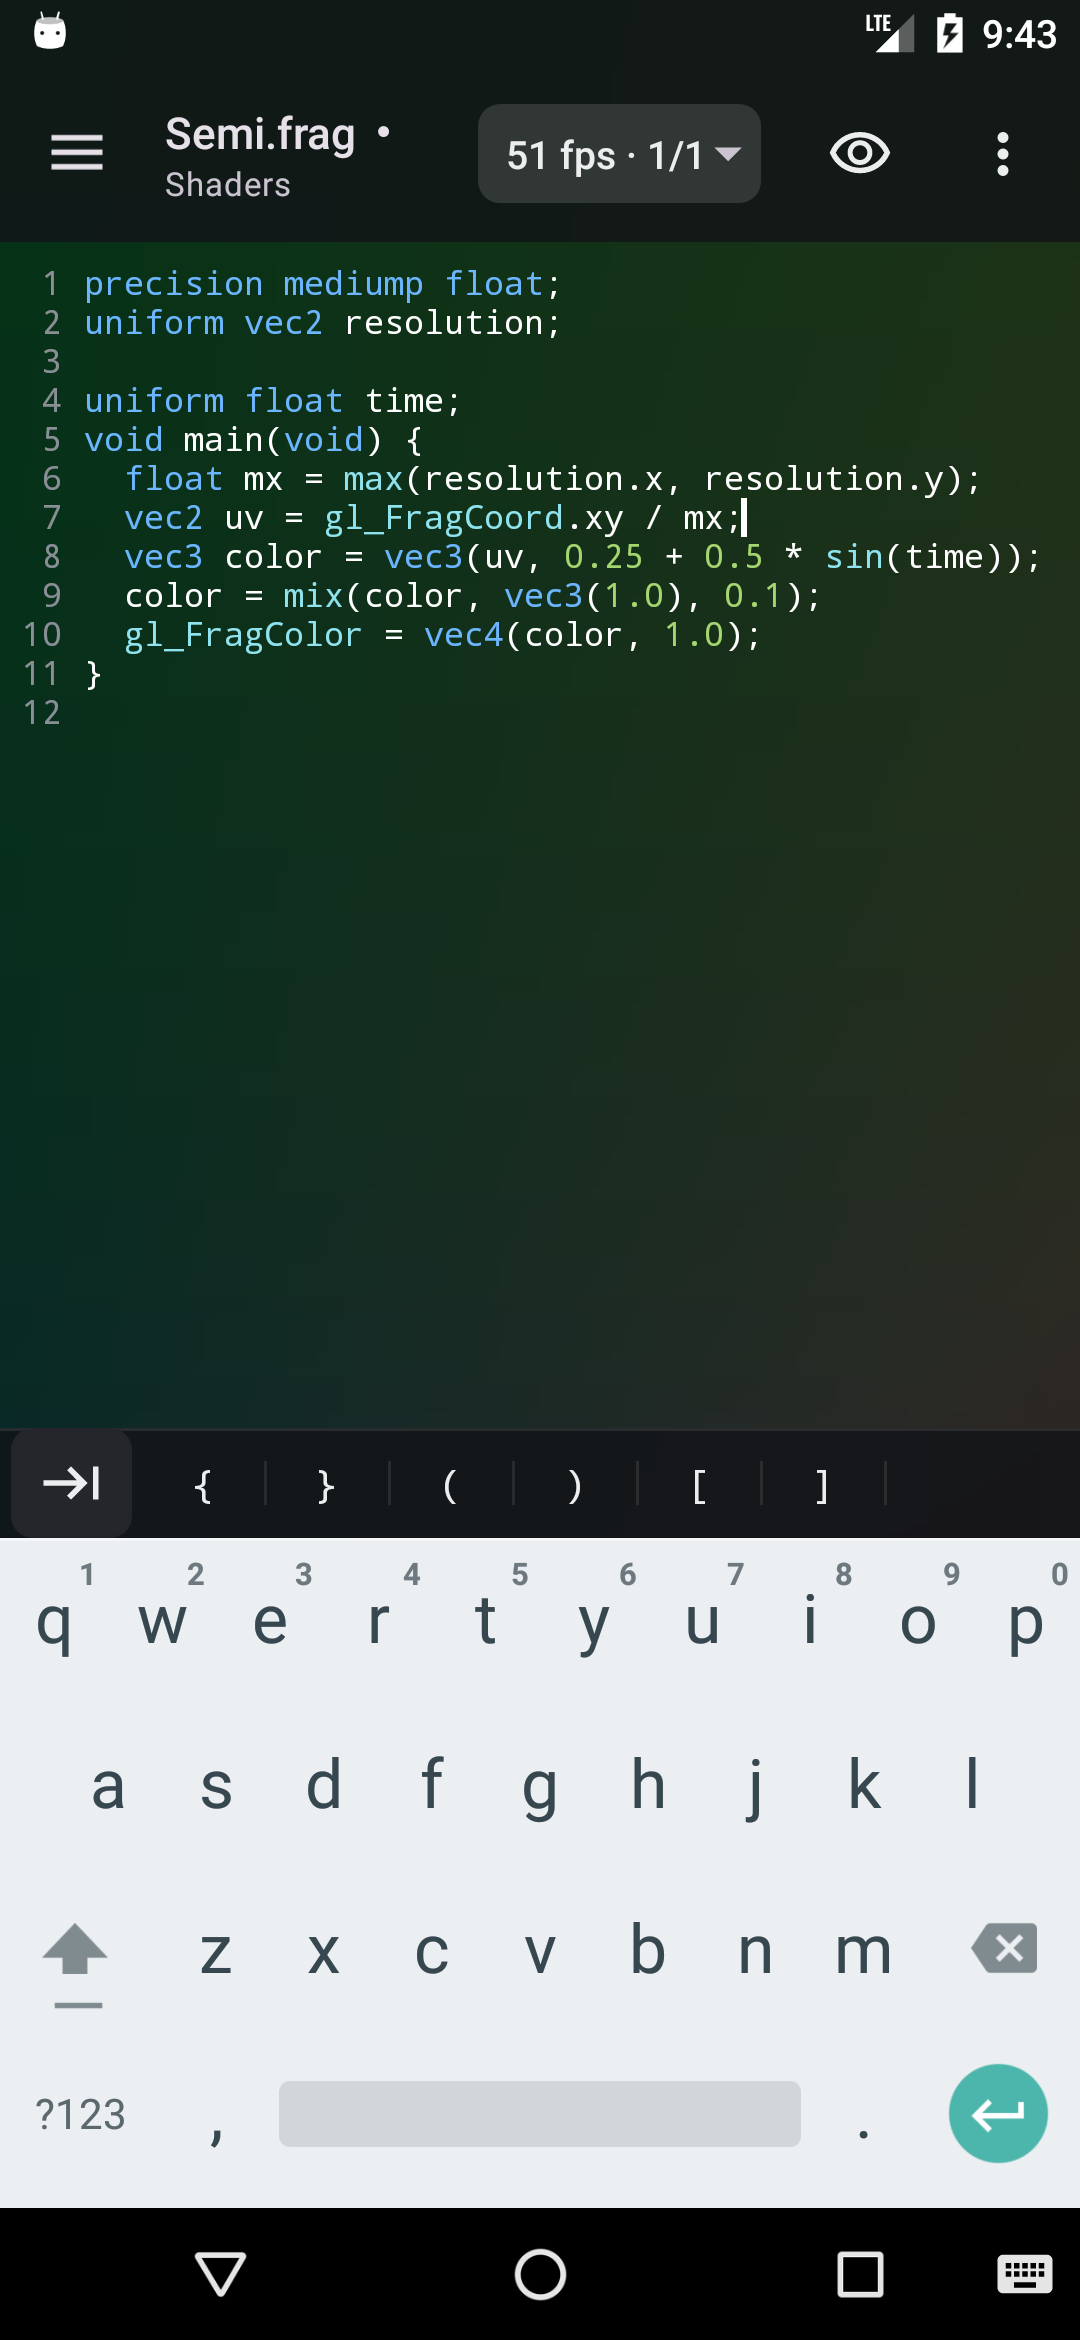 LTE 9:43
Semi.frag •
Shaders
51 fps · 1/1
1 precision mediump float;
2 uniform vec2 resolution;
3
4 uniform float time;
5 void main(void) {
6   float mx = max(resolution.x, resolution.y);
7   vec2 uv = gl_FragCoord.xy / mx;
8   vec3 color = vec3(uv, 0.25 + 0.5 * sin(time));
9   color = mix(color, vec3(1.0), 0.1);
10   gl_FragColor = vec4(color, 1.0);
11 }
12
{ } ( ) [ ]
1 2 3 4 5 6 7 8 9 0
q w e r t y u i o p
a s d f g h j k l
z x c v b n m
?123 , .